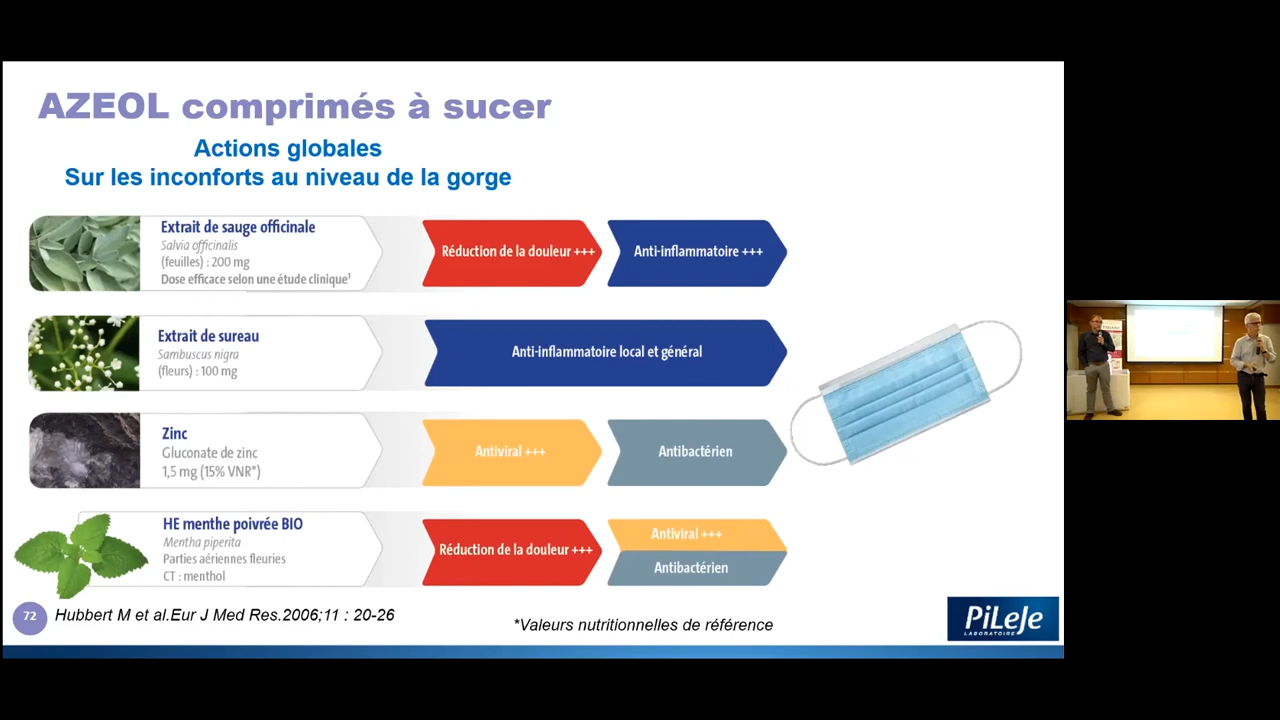 AZEOL comprimés à sucer
Actions globales
Sur les inconforts au niveau de la gorge
Extrait de sauge officinale
Salvia officinalis
(feuilles) : 200 mg
Dose efficace selon une étude clinique¹
Réduction de la douleur +++
Anti-inflammatoire +++
Extrait de sureau
Sambuscus nigra
(fleurs) : 100 mg
Anti-inflammatoire local et général
Zinc
Gluconate de zinc
1,5 mg (15% VNR*)
Antiviral +++
Antibactérien
HE menthe poivrée BIO
Mentha piperita
Parties aériennes fleuries
CT : menthol
Réduction de la douleur +++
Antiviral +++
Antibactérien
72
Hubbert M et al.Eur J Med Res.2006;11 : 20-26
*Valeurs nutritionnelles de référence
PiLeJe
LABORATOIRE